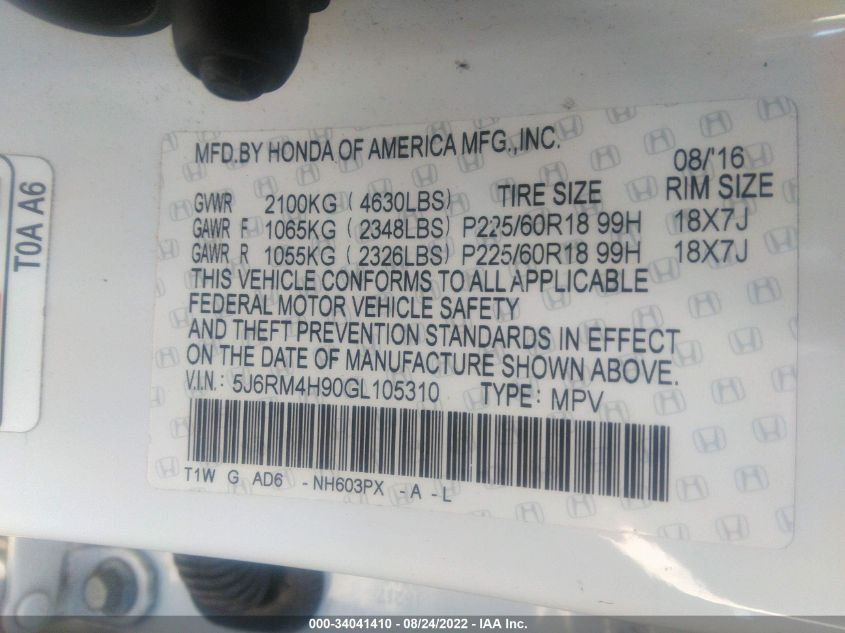 MFD.BY HONDA OF AMERICA MFG.,INC. 08/'16
GVWR 2100KG ( 4630LBS) TIRE SIZE RIM SIZE
GAWR F 1065KG ( 2348LBS) P225/60R18 99H 18X7J
GAWR R 1055KG ( 2326LBS) P225/60R18 99H 18X7J
THIS VEHICLE CONFORMS TO ALL APPLICABLE
FEDERAL MOTOR VEHICLE SAFETY
AND THEFT PREVENTION STANDARDS IN EFFECT
ON THE DATE OF MANUFACTURE SHOWN ABOVE.
V.I.N.: 5J6RM4H90GL105310 TYPE: MPV
T1W G AD6 -NH603PX -A -L
T0A A6
000-34041410 - 08/24/2022 - IAA Inc.